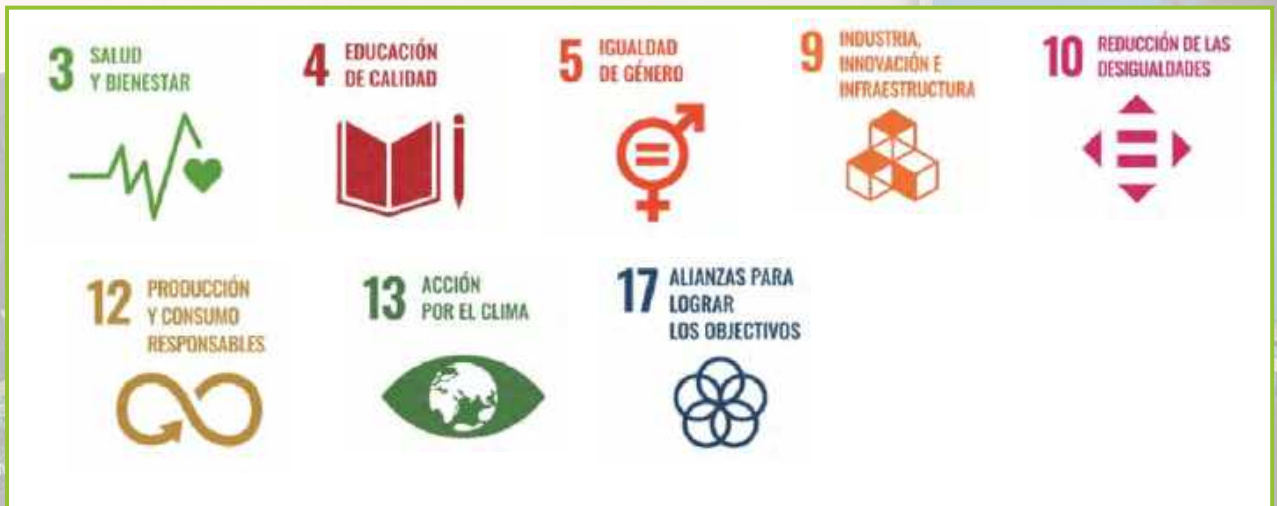 3 SALUD
Y BIENESTAR
4 EDUCACIÓN
DE CALIDAD
5 IGUALDAD
DE GÉNERO
9 INDUSTRIA,
INNOVACIÓN E
INFRAESTRUCTURA
10 REDUCCIÓN DE LAS
DESIGUALDADES
12 PRODUCCIÓN
Y CONSUMO
RESPONSABLES
13 ACCIÓN
POR EL CLIMA
17 ALIANZAS PARA
LOGRAR
LOS OBJECTIVOS